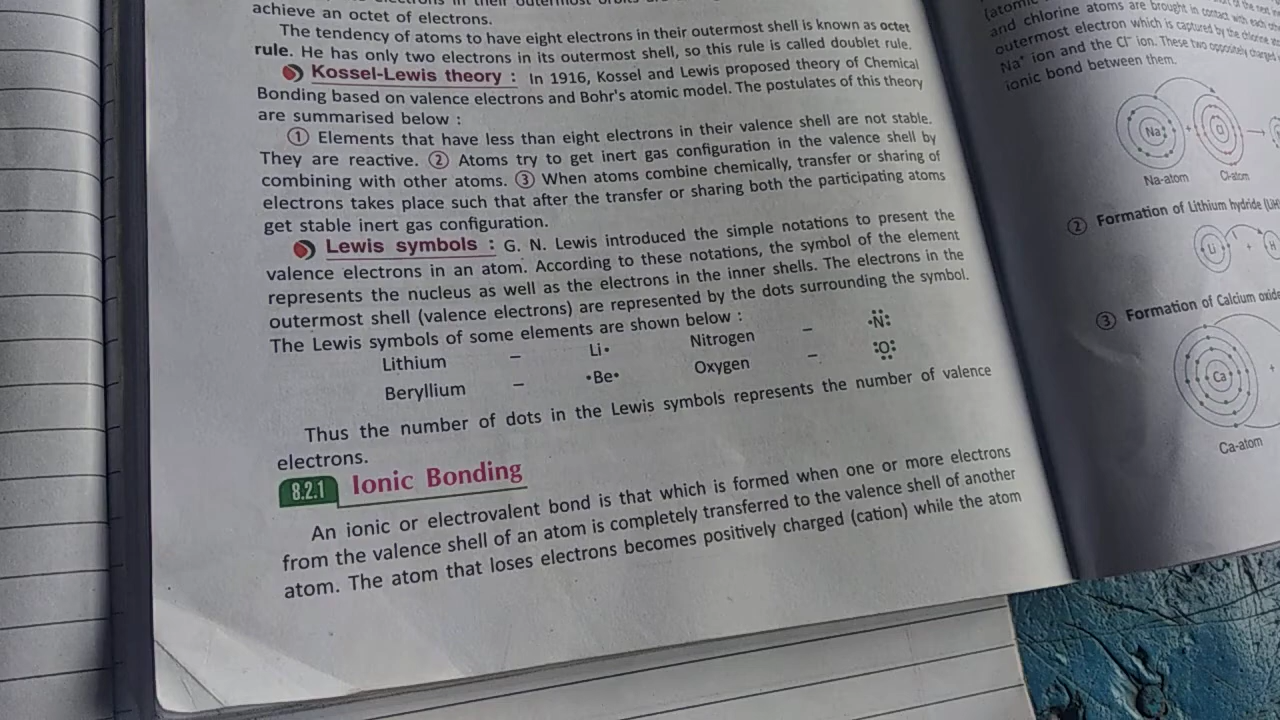 achieve an octet of electrons.
The tendency of atoms to have eight electrons in their outermost shell is known as octet
rule. He has only two electrons in its outermost shell, so this rule is called doublet rule.
Kossel-Lewis theory : In 1916, Kossel and Lewis proposed theory of Chemical
Bonding based on valence electrons and Bohr's atomic model. The postulates of this theory
are summarised below :
① Elements that have less than eight electrons in their valence shell are not stable.
They are reactive. ② Atoms try to get inert gas configuration in the valence shell by
combining with other atoms. ③ When atoms combine chemically, transfer or sharing of
electrons takes place such that after the transfer or sharing both the participating atoms
get stable inert gas configuration.
Lewis symbols : G. N. Lewis introduced the simple notations to present the
valence electrons in an atom. According to these notations, the symbol of the element
represents the nucleus as well as the electrons in the inner shells. The electrons in the
outermost shell (valence electrons) are represented by the dots surrounding the symbol.
The Lewis symbols of some elements are shown below :
Lithium – Li• Nitrogen – •N:
Beryllium – •Be• Oxygen – :O:
Thus the number of dots in the Lewis symbols represents the number of valence
electrons.
8.2.1 Ionic Bonding
An ionic or electrovalent bond is that which is formed when one or more electrons
from the valence shell of an atom is completely transferred to the valence shell of another
atom. The atom that loses electrons becomes positively charged (cation) while the atom
(atomic
and chlorine atoms are brought in contact with each
outermost electron which is captured by the chlorine
Na⁺ ion and the Cl⁻ ion. These two oppositely charged
ionic bond between them.
Na + Cl
Na-atom Cl-atom
② Formation of Lithium hydride (LiH
Li + H
③ Formation of Calcium oxide
Ca +
Ca-atom